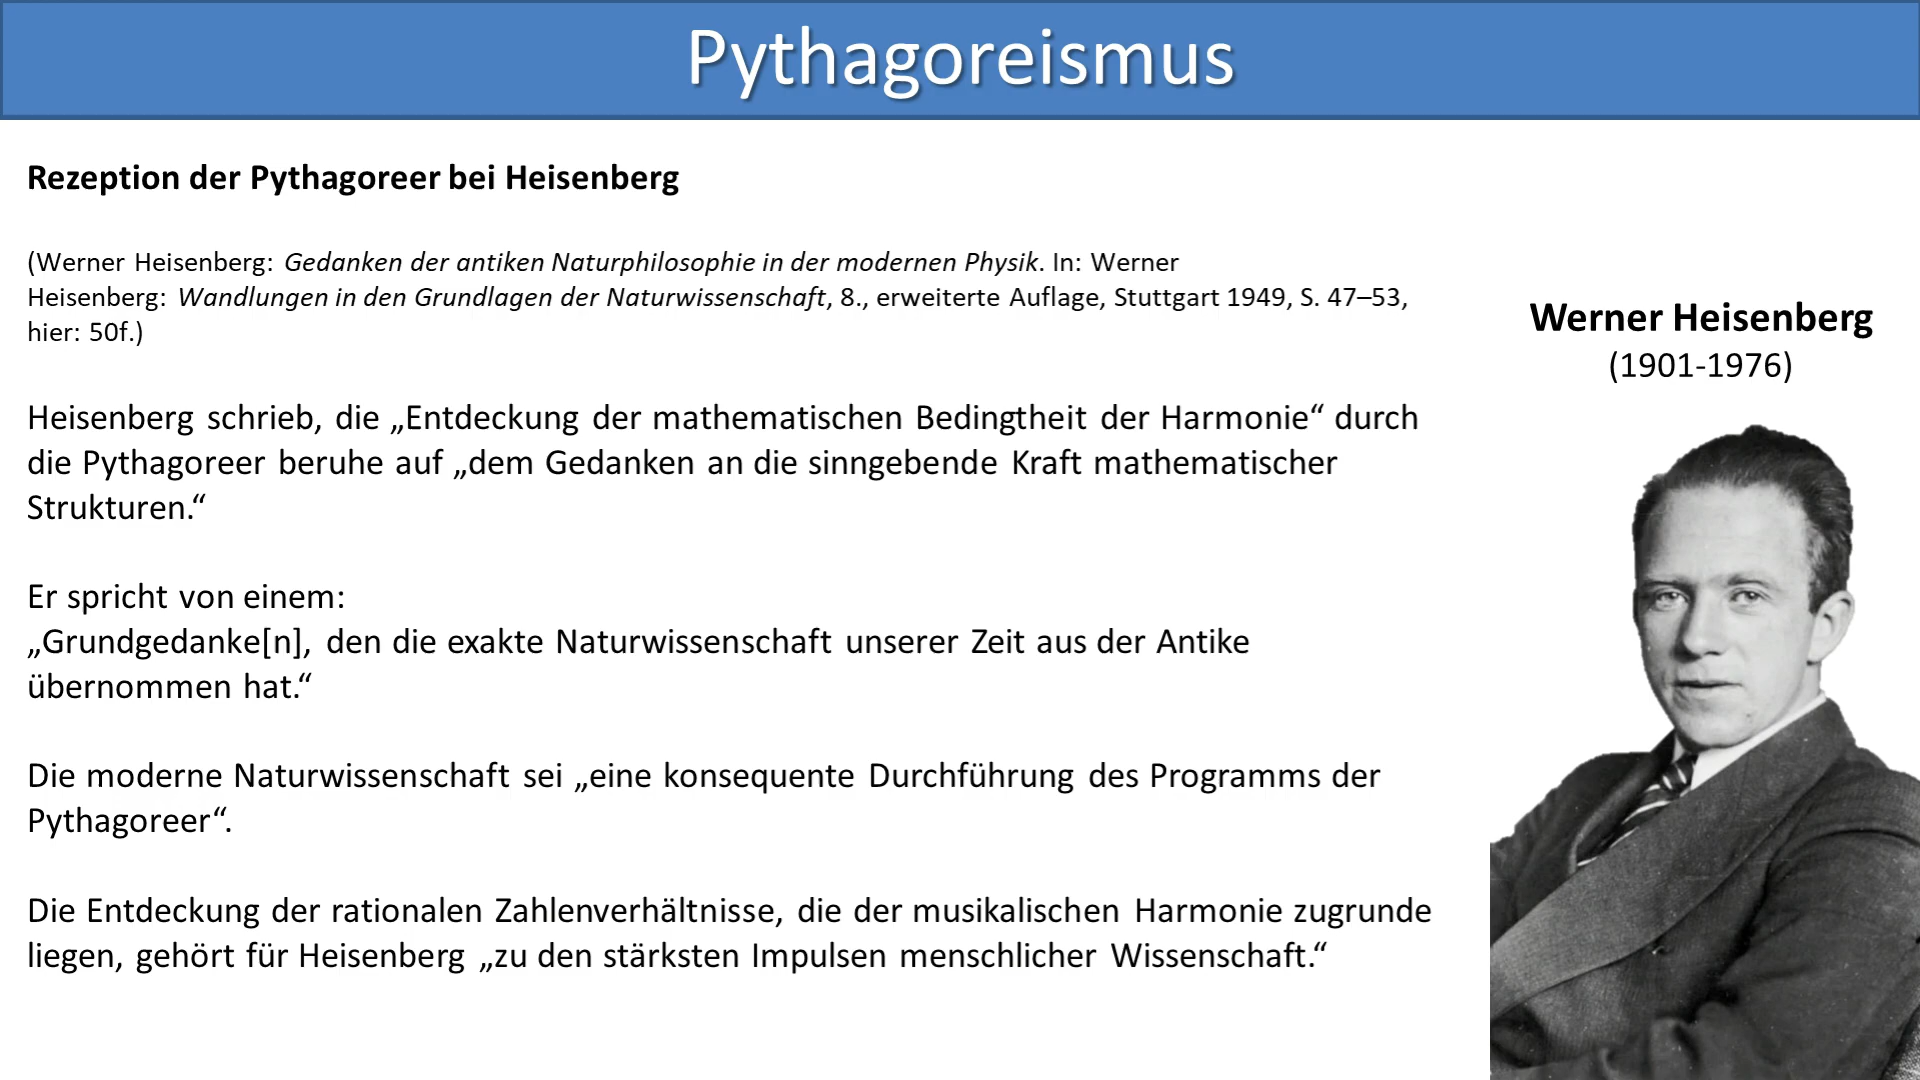 Pythagoreismus
Rezeption der Pythagoreer bei Heisenberg
(Werner Heisenberg: Gedanken der antiken Naturphilosophie in der modernen Physik. In: Werner
Heisenberg: Wandlungen in den Grundlagen der Naturwissenschaft, 8., erweiterte Auflage, Stuttgart 1949, S. 47–53,
hier: 50f.)
Heisenberg schrieb, die „Entdeckung der mathematischen Bedingtheit der Harmonie“ durch
die Pythagoreer beruhe auf „dem Gedanken an die sinngebende Kraft mathematischer
Strukturen.“
Er spricht von einem:
„Grundgedanke[n], den die exakte Naturwissenschaft unserer Zeit aus der Antike
übernommen hat.“
Die moderne Naturwissenschaft sei „eine konsequente Durchführung des Programms der
Pythagoreer“.
Die Entdeckung der rationalen Zahlenverhältnisse, die der musikalischen Harmonie zugrunde
liegen, gehört für Heisenberg „zu den stärksten Impulsen menschlicher Wissenschaft.“
Werner Heisenberg
(1901-1976)